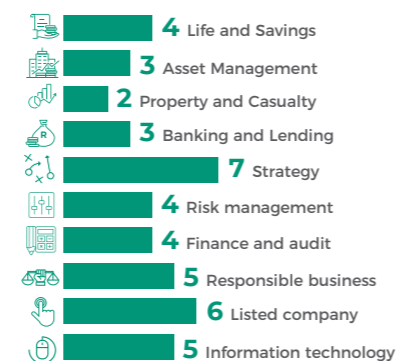 4 Life and Savings
3 Asset Management
2 Property and Casualty
R 3 Banking and Lending
7 Strategy
4 Risk management
4 Finance and audit
5 Responsible business
6 Listed company
5 Information technology